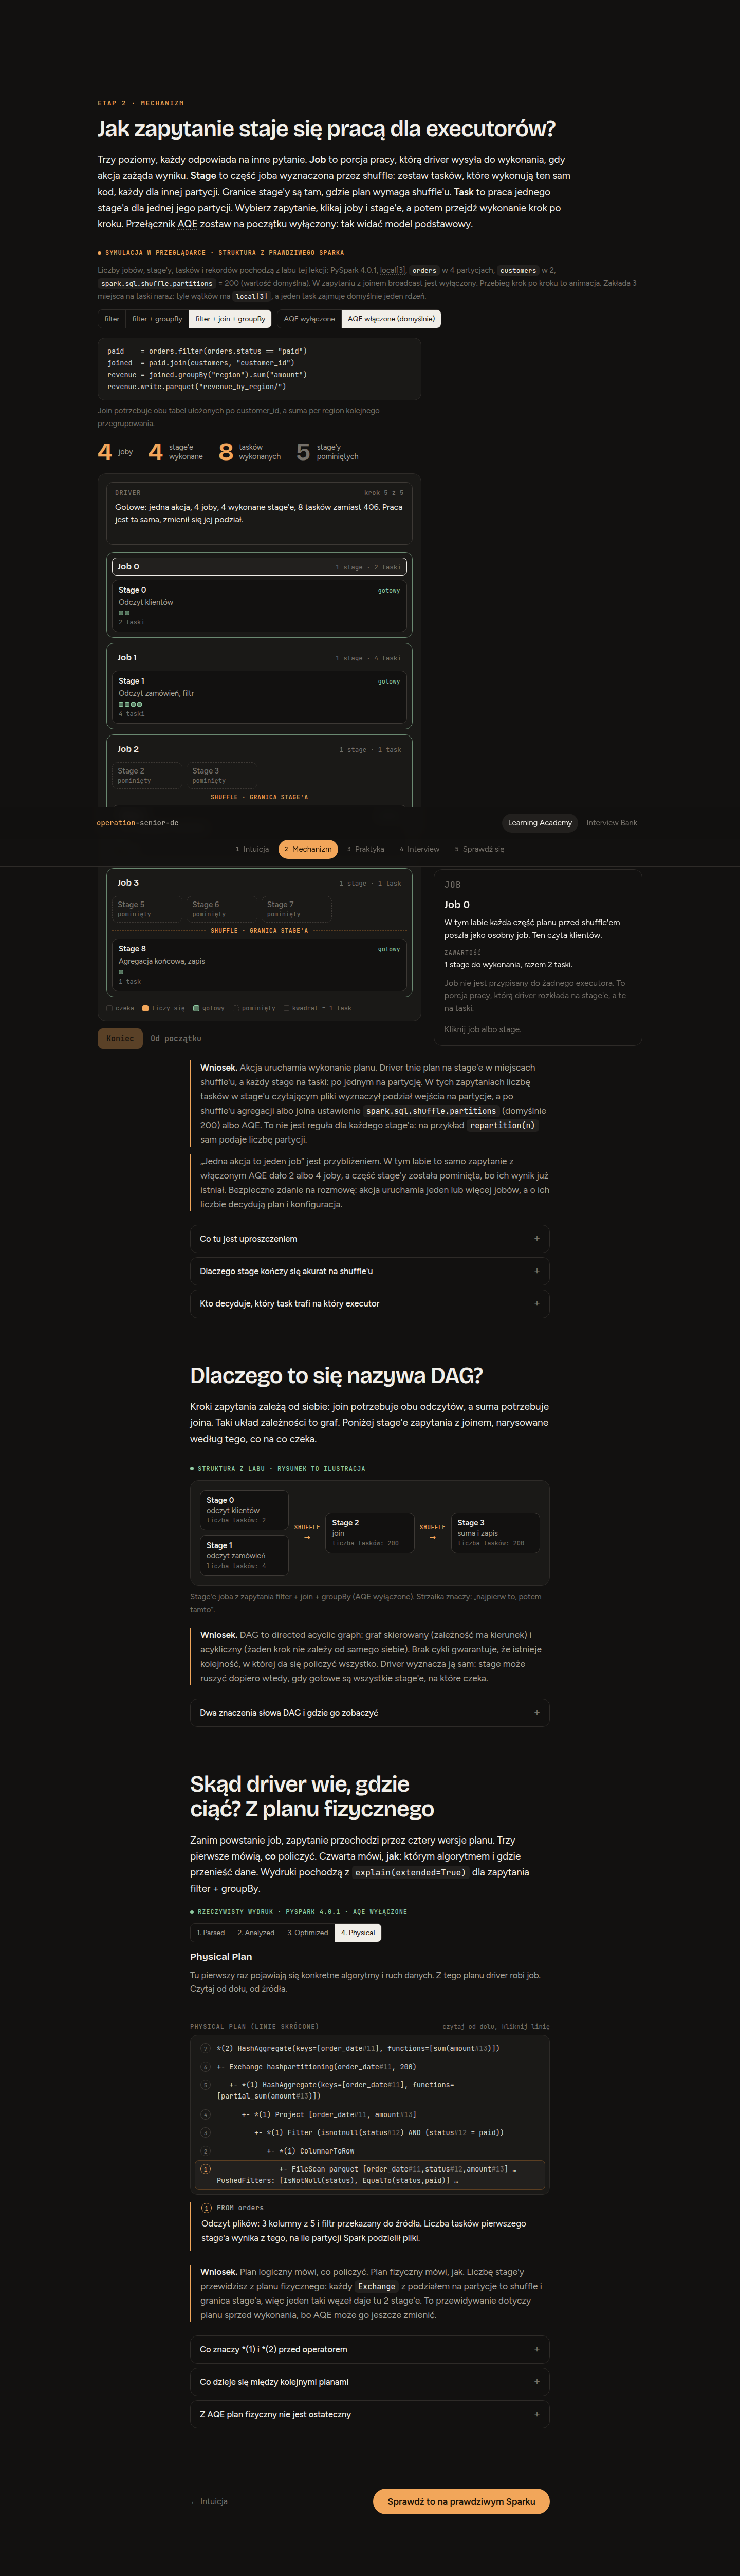 ETAP 2 · MECHANIZM
Jak zapytanie staje się pracą dla executorów?
Trzy poziomy, każdy odpowiada na inne pytanie. Job to porcja pracy, którą driver wysyła do wykonania, gdy
akcja zażąda wyniku. Stage to część joba wyznaczona przez shuffle: zestaw tasków, które wykonują ten sam
kod, każdy dla innej partycji. Granice stage'y są tam, gdzie plan wymaga shuffle'u. Task to praca jednego
stage'a dla jednej jego partycji. Wybierz zapytanie, klikaj joby i stage'e, a potem przejdź wykonanie krok po
kroku. Przełącznik AQE zostaw na początku wyłączony: tak widać model podstawowy.
SYMULACJA W PRZEGLĄDARCE · STRUKTURA Z PRAWDZIWEGO SPARKA
Liczby jobów, stage'y, tasków i rekordów pochodzą z labu tej lekcji: PySpark 4.0.1, local[3], orders w 4 partycjach, customers w 2,
spark.sql.shuffle.partitions = 200 (wartość domyślna). W zapytaniu z joinem broadcast jest wyłączony. Przebieg krok po kroku to animacja. Zakłada 3
miejsca na taski naraz: tyle wątków ma local[3], a jeden task zajmuje domyślnie jeden rdzeń.
filter
filter + groupBy
filter + join + groupBy
AQE wyłączone
AQE włączone (domyślnie)
paid = orders.filter(orders.status == "paid")
joined = paid.join(customers, "customer_id")
revenue = joined.groupBy("region").sum("amount")
revenue.write.parquet("revenue_by_region/")
Join potrzebuje obu tabel ułożonych po customer_id, a suma per region kolejnego
przegrupowania.
4 joby
4 stage'e wykonane
8 tasków wykonanych
5 stage'y pominiętych
DRIVER
krok 5 z 5
Gotowe: jedna akcja, 4 joby, 4 wykonane stage'e, 8 tasków zamiast 406. Praca
jest ta sama, zmienił się jej podział.
Job 0
1 stage · 2 taski
Stage 0
gotowy
Odczyt klientów
2 taski
Job 1
1 stage · 4 taski
Stage 1
gotowy
Odczyt zamówień, filtr
4 taski
Job 2
1 stage · 1 task
Stage 2
pominięty
Stage 3
pominięty
SHUFFLE · GRANICA STAGE'A
operation-senior-de
Learning Academy
Interview Bank
1 Intuicja
2 Mechanizm
3 Praktyka
4 Interview
5 Sprawdź się
Job 3
1 stage · 1 task
Stage 5
pominięty
Stage 6
pominięty
Stage 7
pominięty
SHUFFLE · GRANICA STAGE'A
Stage 8
gotowy
Agregacja końcowa, zapis
1 task
czeka
liczy się
gotowy
pominięty
kwadrat = 1 task
Koniec
Od początku
JOB
Job 0
W tym labie każda część planu przed shuffle'em
poszła jako osobny job. Ten czyta klientów.
ZAWARTOŚĆ
1 stage do wykonania, razem 2 taski.
Job nie jest przypisany do żadnego executora. To
porcja pracy, którą driver rozkłada na stage'e, a te
na taski.
Kliknij job albo stage.
Wniosek. Akcja uruchamia wykonanie planu. Driver tnie plan na stage'e w miejscach
shuffle'u, a każdy stage na taski: po jednym na partycję. W tych zapytaniach liczbę
tasków w stage'u czytającym pliki wyznaczył podział wejścia na partycje, a po
shuffle'u agregacji albo joina ustawienie spark.sql.shuffle.partitions (domyślnie
200) albo AQE. To nie jest reguła dla każdego stage'a: na przykład repartition(n)
sam podaje liczbę partycji.
„Jedna akcja to jeden job” jest przybliżeniem. W tym labie to samo zapytanie z
włączonym AQE dało 2 albo 4 joby, a część stage'y została pominięta, bo ich wynik już
istniał. Bezpieczne zdanie na rozmowę: akcja uruchamia jeden lub więcej jobów, a o ich
liczbie decydują plan i konfiguracja.
Co tu jest uproszczeniem +
Dlaczego stage kończy się akurat na shuffle'u +
Kto decyduje, który task trafi na który executor +
Dlaczego to się nazywa DAG?
Kroki zapytania zależą od siebie: join potrzebuje obu odczytów, a suma potrzebuje
joina. Taki układ zależności to graf. Poniżej stage'e zapytania z joinem, narysowane
według tego, co na co czeka.
STRUKTURA Z LABU · RYSUNEK TO ILUSTRACJA
Stage 0
odczyt klientów
liczba tasków: 2
Stage 1
odczyt zamówień
liczba tasków: 4
SHUFFLE
→
Stage 2
join
liczba tasków: 200
SHUFFLE
→
Stage 3
suma i zapis
liczba tasków: 200
Stage'e joba z zapytania filter + join + groupBy (AQE wyłączone). Strzałka znaczy: „najpierw to, potem
tamto”.
Wniosek. DAG to directed acyclic graph: graf skierowany (zależność ma kierunek) i
acykliczny (żaden krok nie zależy od samego siebie). Brak cykli gwarantuje, że istnieje
kolejność, w której da się policzyć wszystko. Driver wyznacza ją sam: stage może
ruszyć dopiero wtedy, gdy gotowe są wszystkie stage'e, na które czeka.
Dwa znaczenia słowa DAG i gdzie go zobaczyć +
Skąd driver wie, gdzie
ciąć? Z planu fizycznego
Zanim powstanie job, zapytanie przechodzi przez cztery wersje planu. Trzy
pierwsze mówią, co policzyć. Czwarta mówi, jak: którym algorytmem i gdzie
przenieść dane. Wydruki pochodzą z explain(extended=True) dla zapytania
filter + groupBy.
RZECZYWISTY WYDRUK · PYSPARK 4.0.1 · AQE WYŁĄCZONE
1. Parsed
2. Analyzed
3. Optimized
4. Physical
Physical Plan
Tu pierwszy raz pojawiają się konkretne algorytmy i ruch danych. Z tego planu driver robi job.
Czytaj od dołu, od źródła.
PHYSICAL PLAN (LINIE SKRÓCONE)
czytaj od dołu, kliknij linię
7 *(2) HashAggregate(keys=[order_date#11], functions=[sum(amount#13)])
6 +- Exchange hashpartitioning(order_date#11, 200)
5 +- *(1) HashAggregate(keys=[order_date#11], functions=
[partial_sum(amount#13)])
4 +- *(1) Project [order_date#11, amount#13]
3 +- *(1) Filter (isnotnull(status#12) AND (status#12 = paid))
2 +- *(1) ColumnarToRow
1 +- FileScan parquet [order_date#11,status#12,amount#13] …
PushedFilters: [IsNotNull(status), EqualTo(status,paid)] …
1 FROM orders
Odczyt plików: 3 kolumny z 5 i filtr przekazany do źródła. Liczba tasków pierwszego
stage'a wynika z tego, na ile partycji Spark podzielił pliki.
Wniosek. Plan logiczny mówi, co policzyć. Plan fizyczny mówi, jak. Liczbę stage'y
przewidzisz z planu fizycznego: każdy Exchange z podziałem na partycje to shuffle i
granica stage'a, więc jeden taki węzeł daje tu 2 stage'e. To przewidywanie dotyczy
planu sprzed wykonania, bo AQE może go jeszcze zmienić.
Co znaczy *(1) i *(2) przed operatorem +
Co dzieje się między kolejnymi planami +
Z AQE plan fizyczny nie jest ostateczny +
← Intuicja
Sprawdź to na prawdziwym Sparku